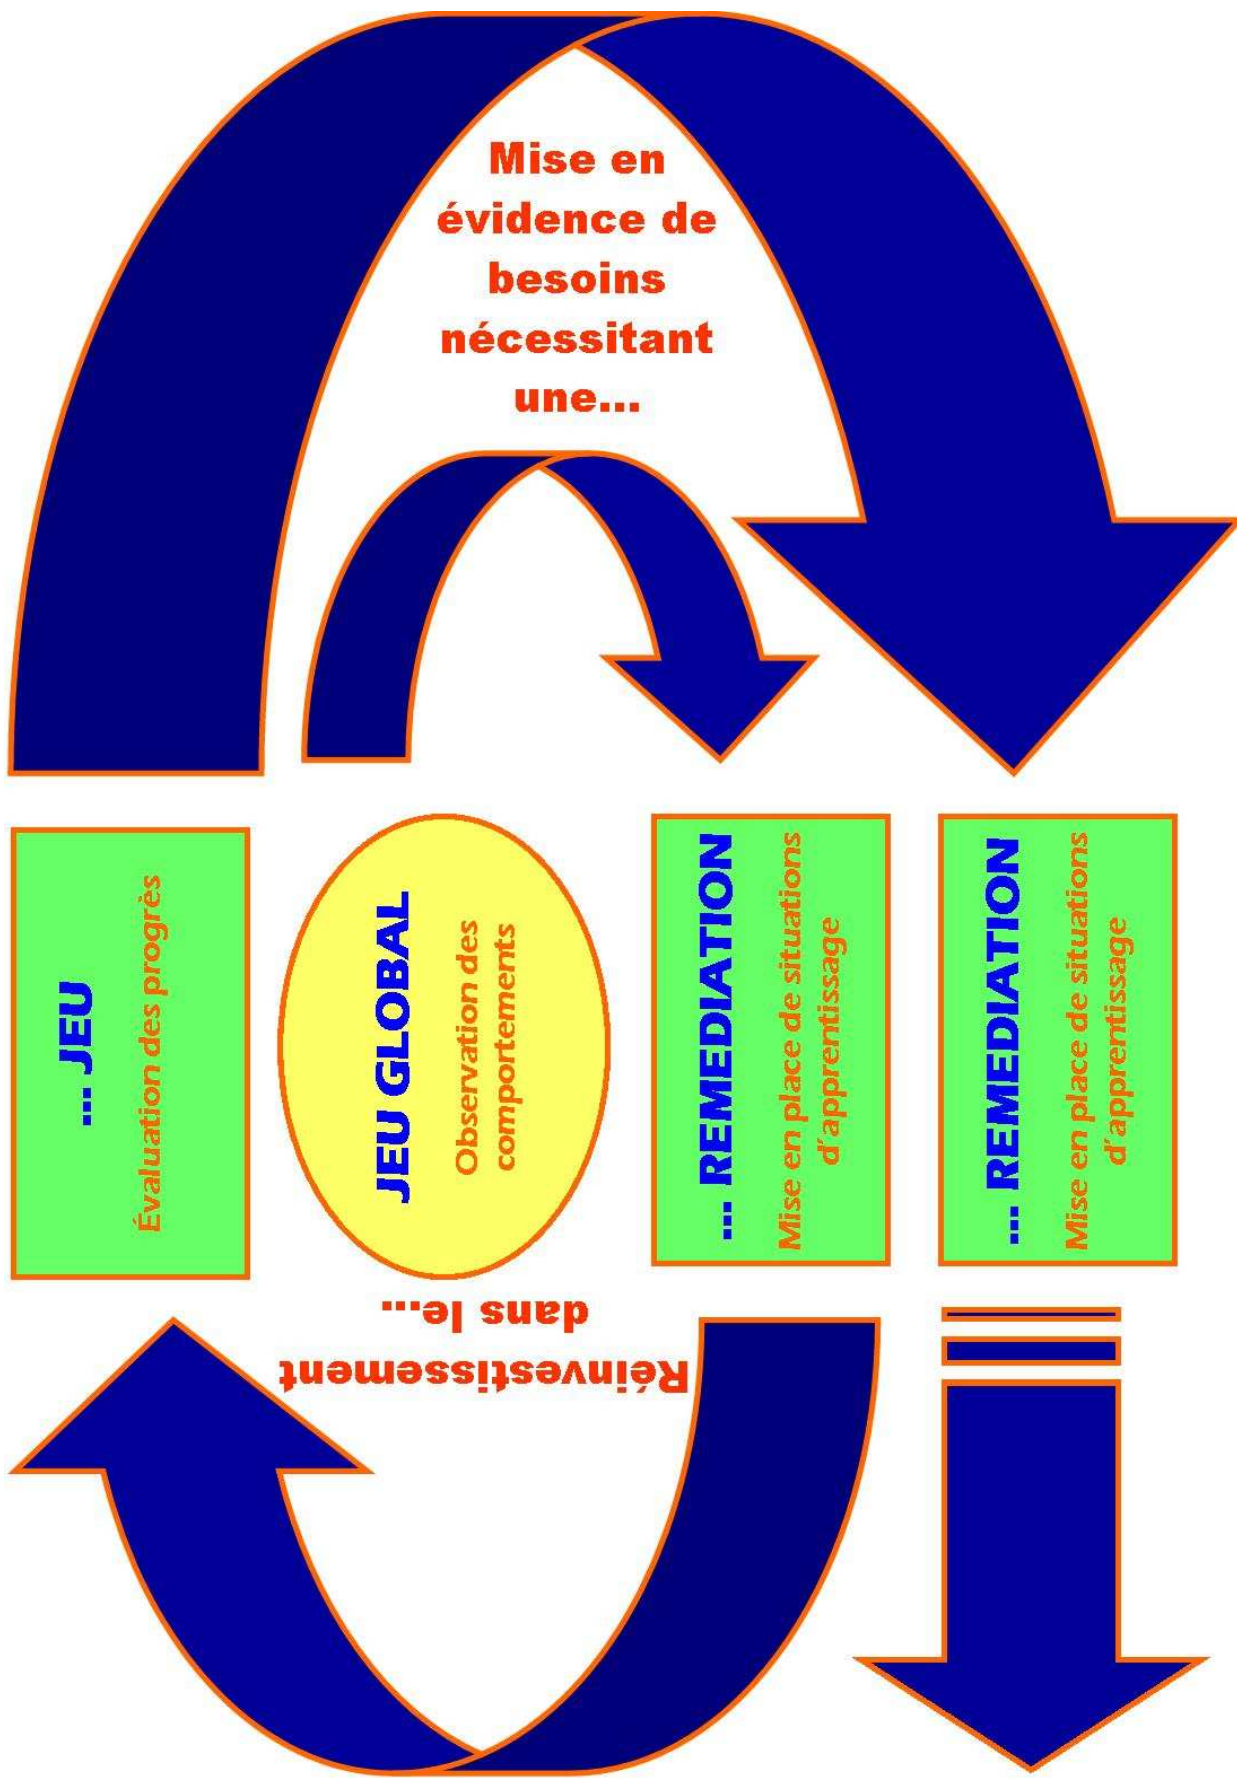 Mise en
évidence de
besoins
nécessitant
une...
... JEU
Évaluation des progrès
JEU GLOBAL
Observation des
comportements
... REMEDIATION
Mise en place de situations
d'apprentissage
... REMEDIATION
Mise en place de situations
d'apprentissage
Réinvestissement
dans le...